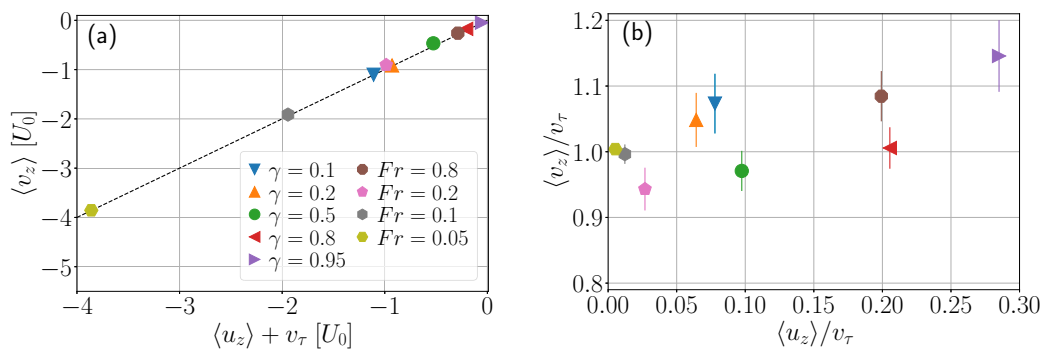 (a)
0
−1
−2
−3
−4
−5
⟨v_z⟩ [U_0]
−4 −3 −2 −1 0
⟨u_z⟩ + v_τ [U_0]
γ = 0.1
γ = 0.2
γ = 0.5
γ = 0.8
γ = 0.95
Fr = 0.8
Fr = 0.2
Fr = 0.1
Fr = 0.05
(b)
1.2
1.1
1.0
0.9
0.8
⟨v_z⟩/v_τ
0.00 0.05 0.10 0.15 0.20 0.25 0.30
⟨u_z⟩/v_τ